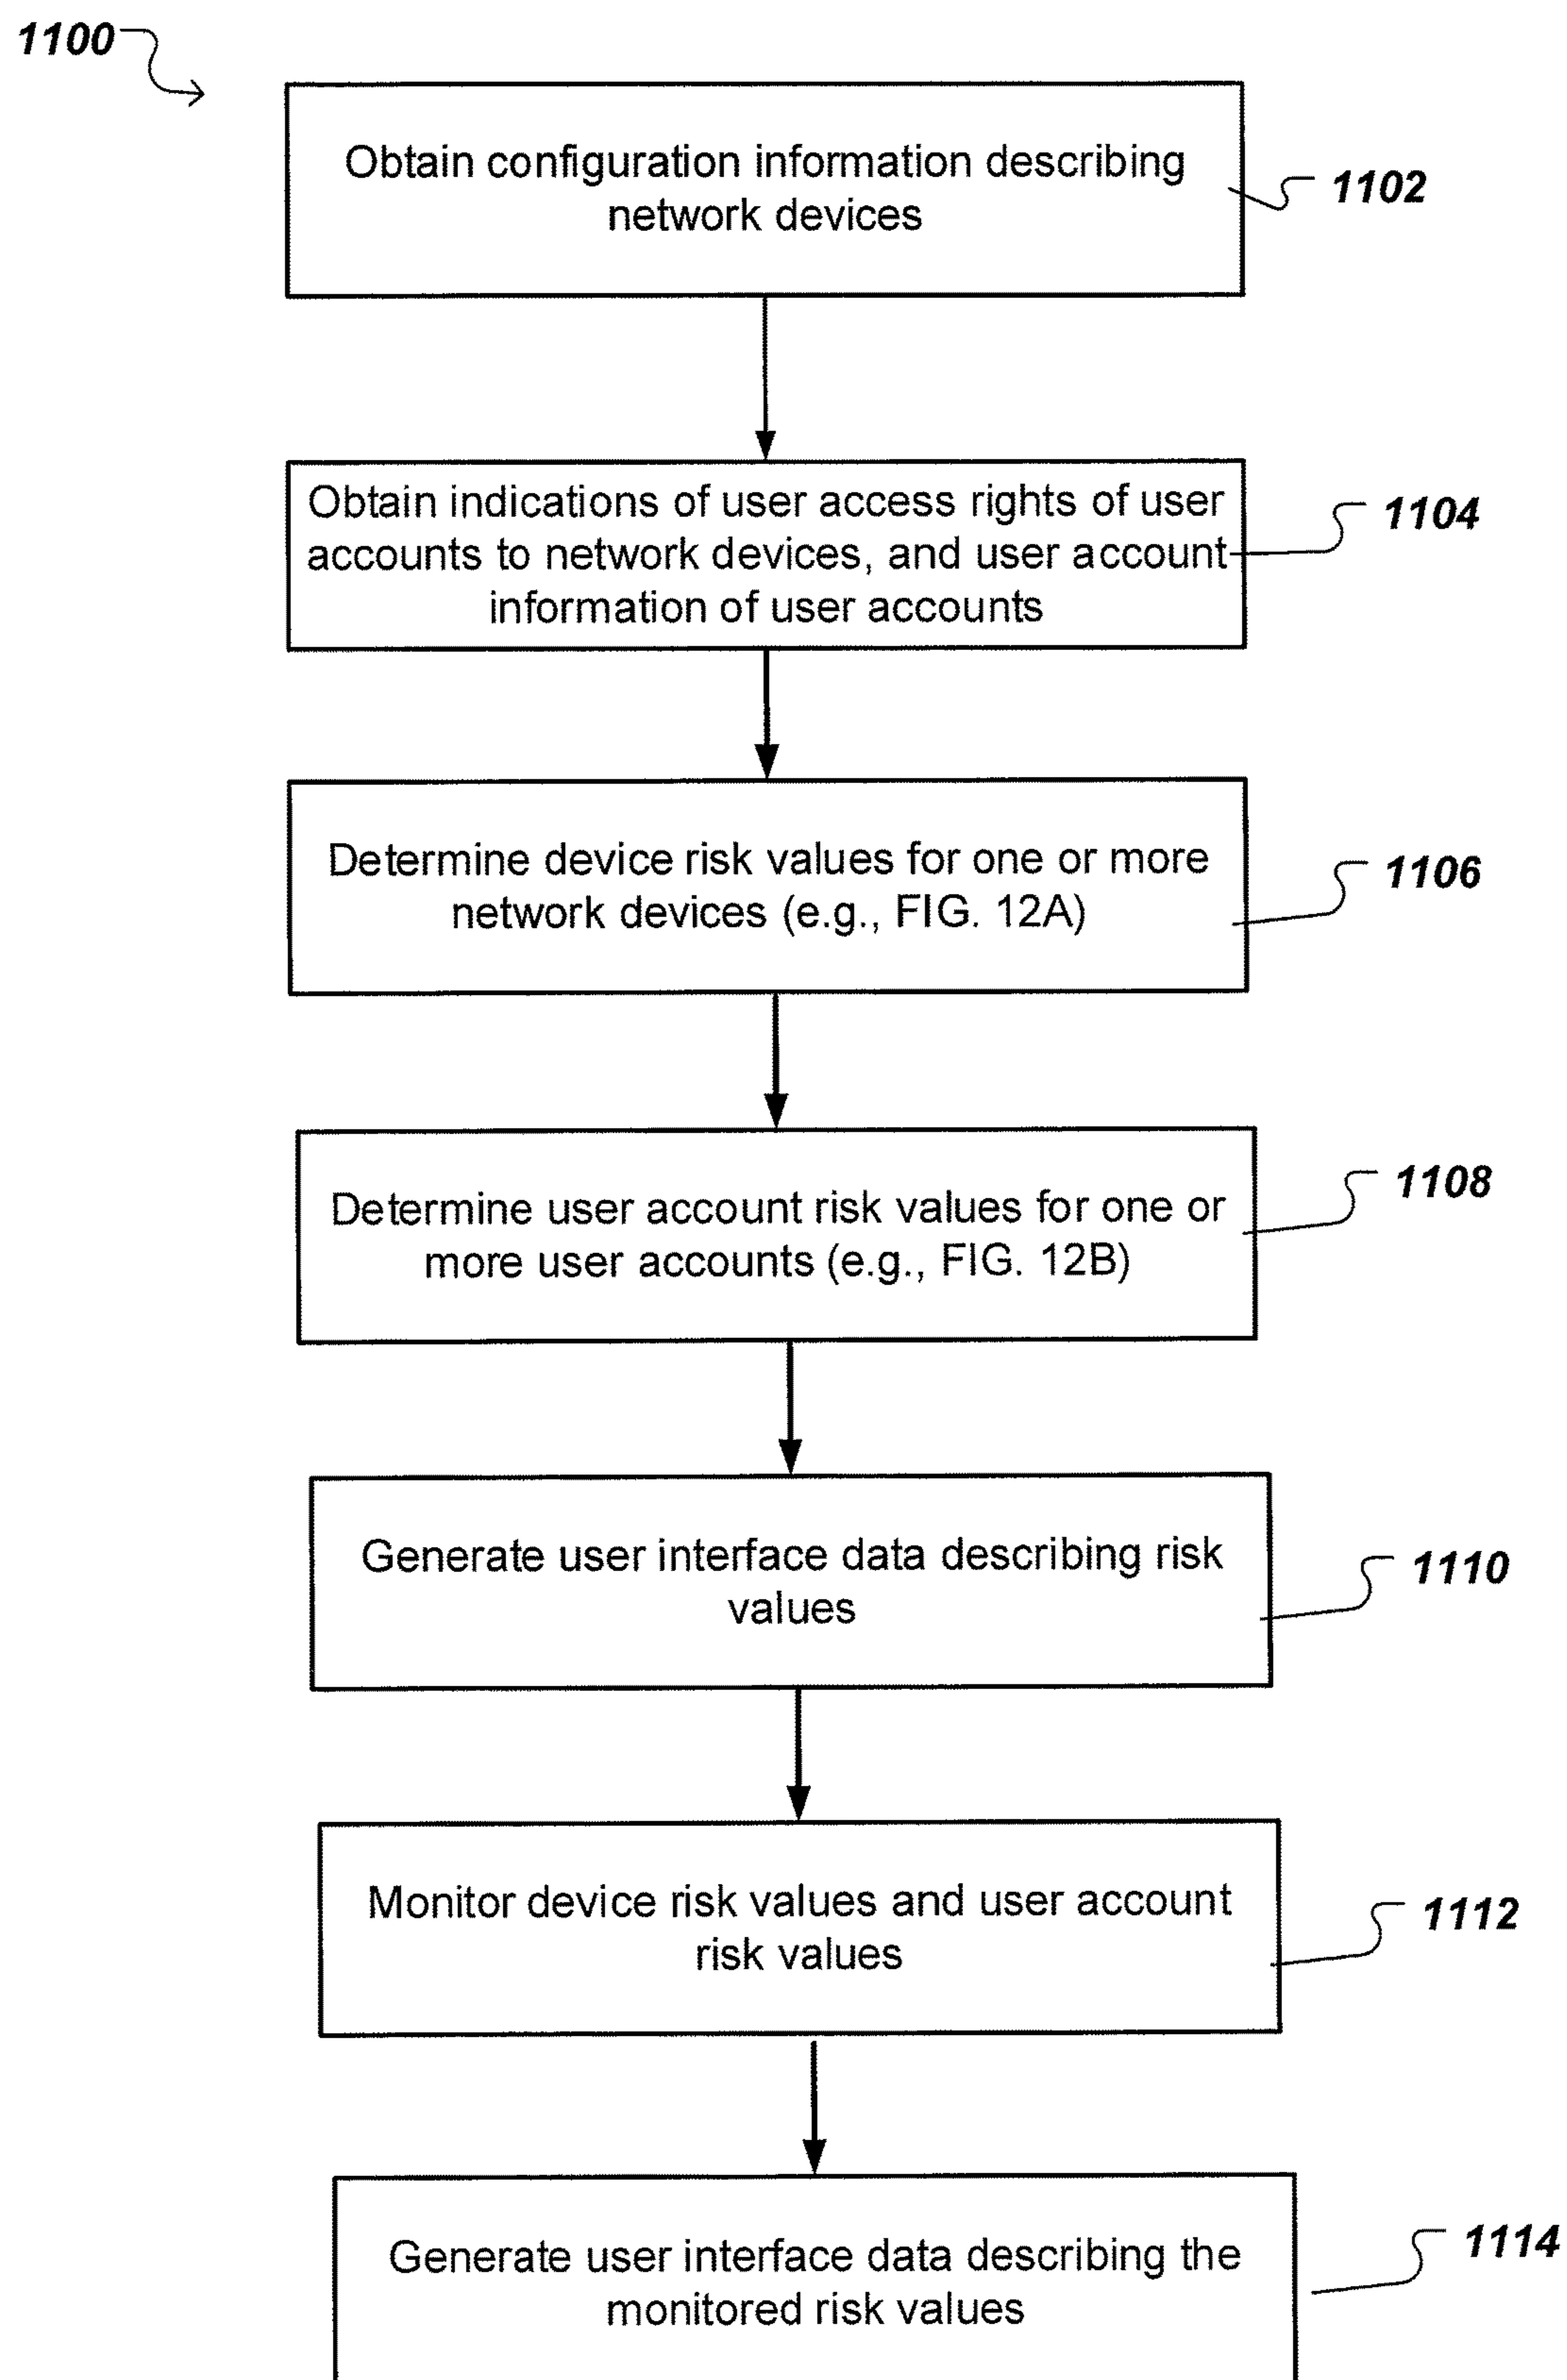 1100
Obtain configuration information describing
network devices
1102
Obtain indications of user access rights of user
accounts to network devices, and user account
information of user accounts
1104
Determine device risk values for one or more
network devices (e.g., FIG. 12A)
1106
Determine user account risk values for one or
more user accounts (e.g., FIG. 12B)
1108
Generate user interface data describing risk
values
1110
Monitor device risk values and user account
risk values
1112
Generate user interface data describing the
monitored risk values
1114